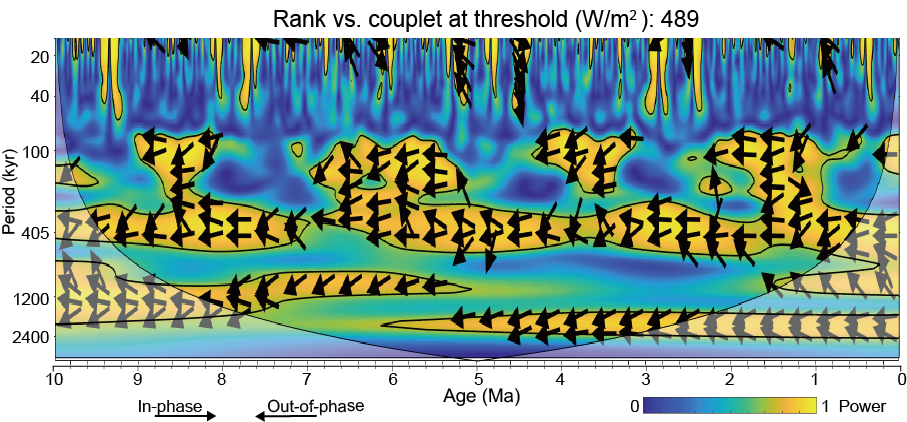 Rank vs. couplet at threshold (W/m²): 489
Period (kyr)
20
40
100
405
1200
2400
10 9 8 7 6 5 4 3 2 1 0
Age (Ma)
In-phase Out-of-phase
0 1 Power